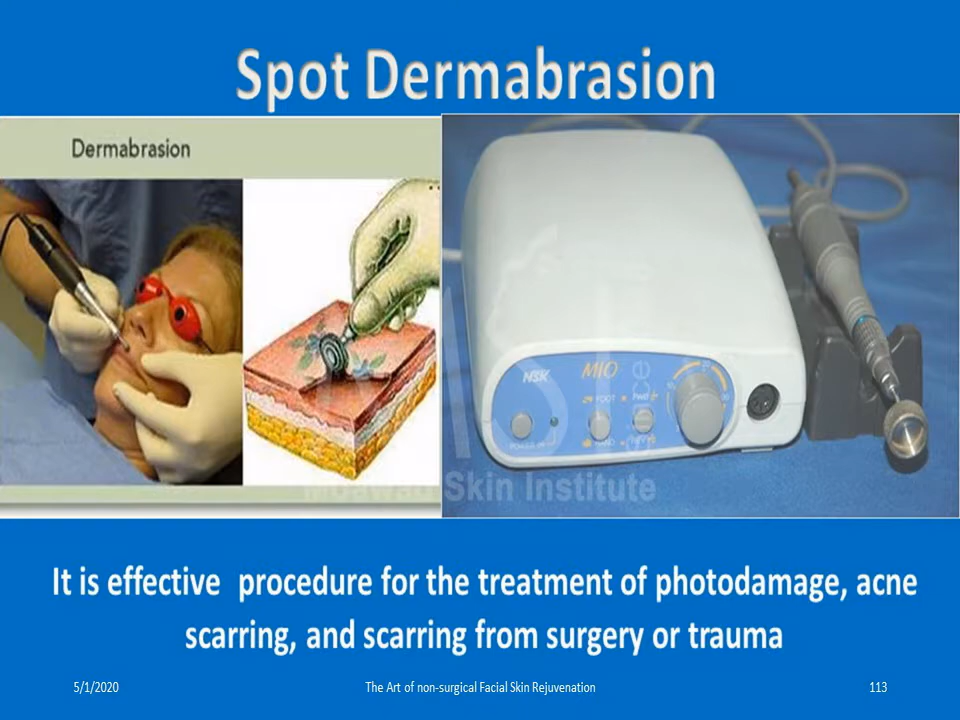 Spot Dermabrasion
Dermabrasion
NSK
MIO
FOOT
HAND
Moawad Skin Institute
It is effective procedure for the treatment of photodamage, acne
scarring, and scarring from surgery or trauma
5/1/2020
The Art of non-surgical Facial Skin Rejuvenation
113